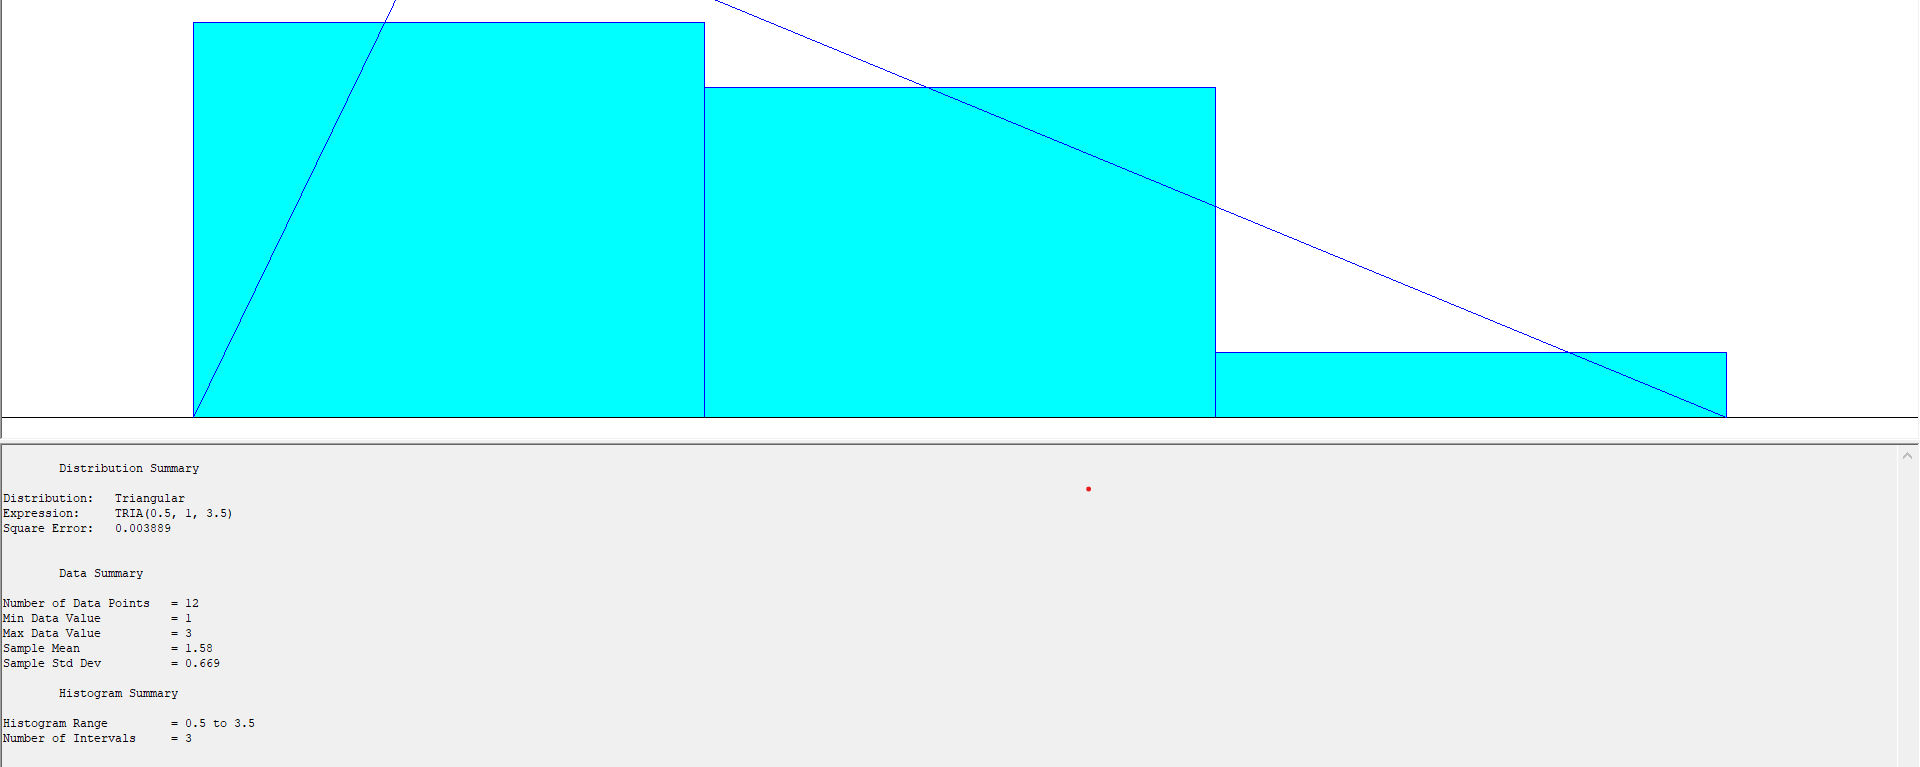 Distribution Summary
Distribution:   Triangular
Expression:     TRIA(0.5, 1, 3.5)
Square Error:   0.003889
Data Summary
Number of Data Points   = 12
Min Data Value          = 1
Max Data Value          = 3
Sample Mean             = 1.58
Sample Std Dev          = 0.669
Histogram Summary
Histogram Range         = 0.5 to 3.5
Number of Intervals     = 3